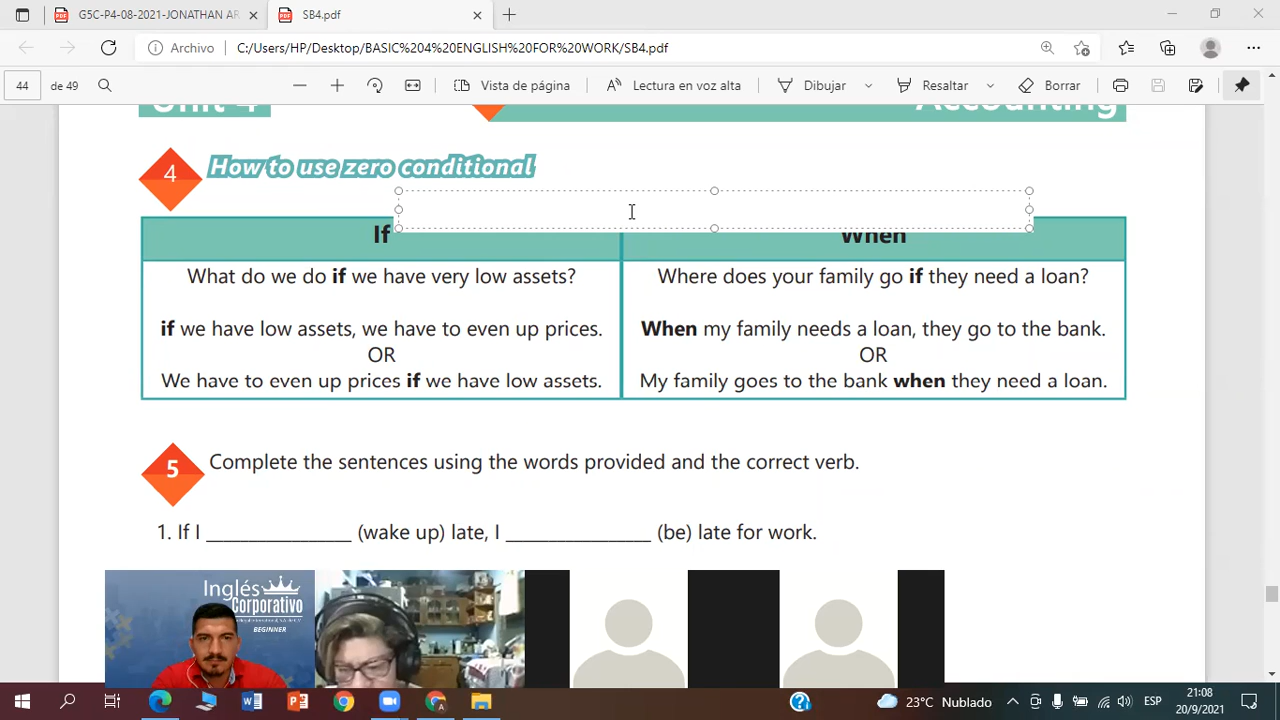 G5C-P4-08-2021-JONATHAN AR
SB4.pdf
Archivo
C:/Users/HP/Desktop/BASIC%204%20ENGLISH%20FOR%20WORK/SB4.pdf
44
de 49
Vista de página
Lectura en voz alta
Dibujar
Resaltar
Borrar
Unit 4
Accounting
4
How to use zero conditional
If
When
What do we do if we have very low assets?
Where does your family go if they need a loan?
if we have low assets, we have to even up prices.
When my family needs a loan, they go to the bank.
OR
OR
We have to even up prices if we have low assets.
My family goes to the bank when they need a loan.
5
Complete the sentences using the words provided and the correct verb.
1. If I ________________ (wake up) late, I ________________ (be) late for work.
Inglés
Corporativo
BEGINNER
23°C Nublado
ESP
21:08
20/9/2021